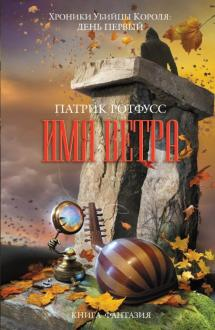 ХРОНИКИ УБИЙЦЫ КОРОЛЯ:
ДЕНЬ ПЕРВЫЙ
ПАТРИК РОТФУСС
ИМЯ ВЕТРА
КНИГА ФАНТАЗИЯ